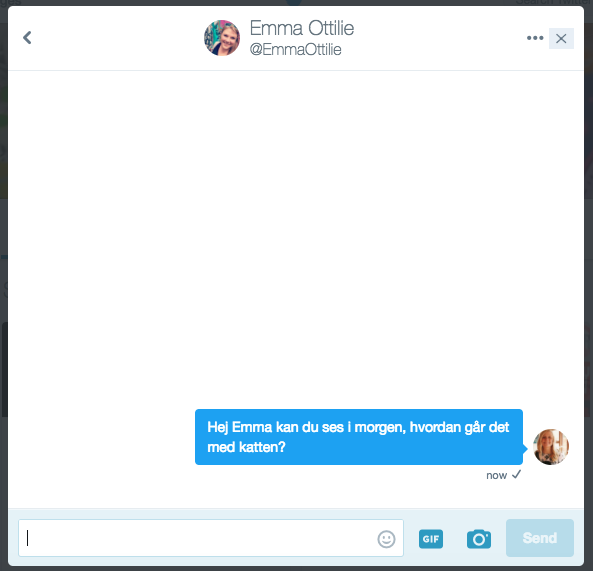 Emma Ottilie
@EmmaOttilie
Hej Emma kan du ses i morgen, hvordan går det
med katten?
now
GIF
Send